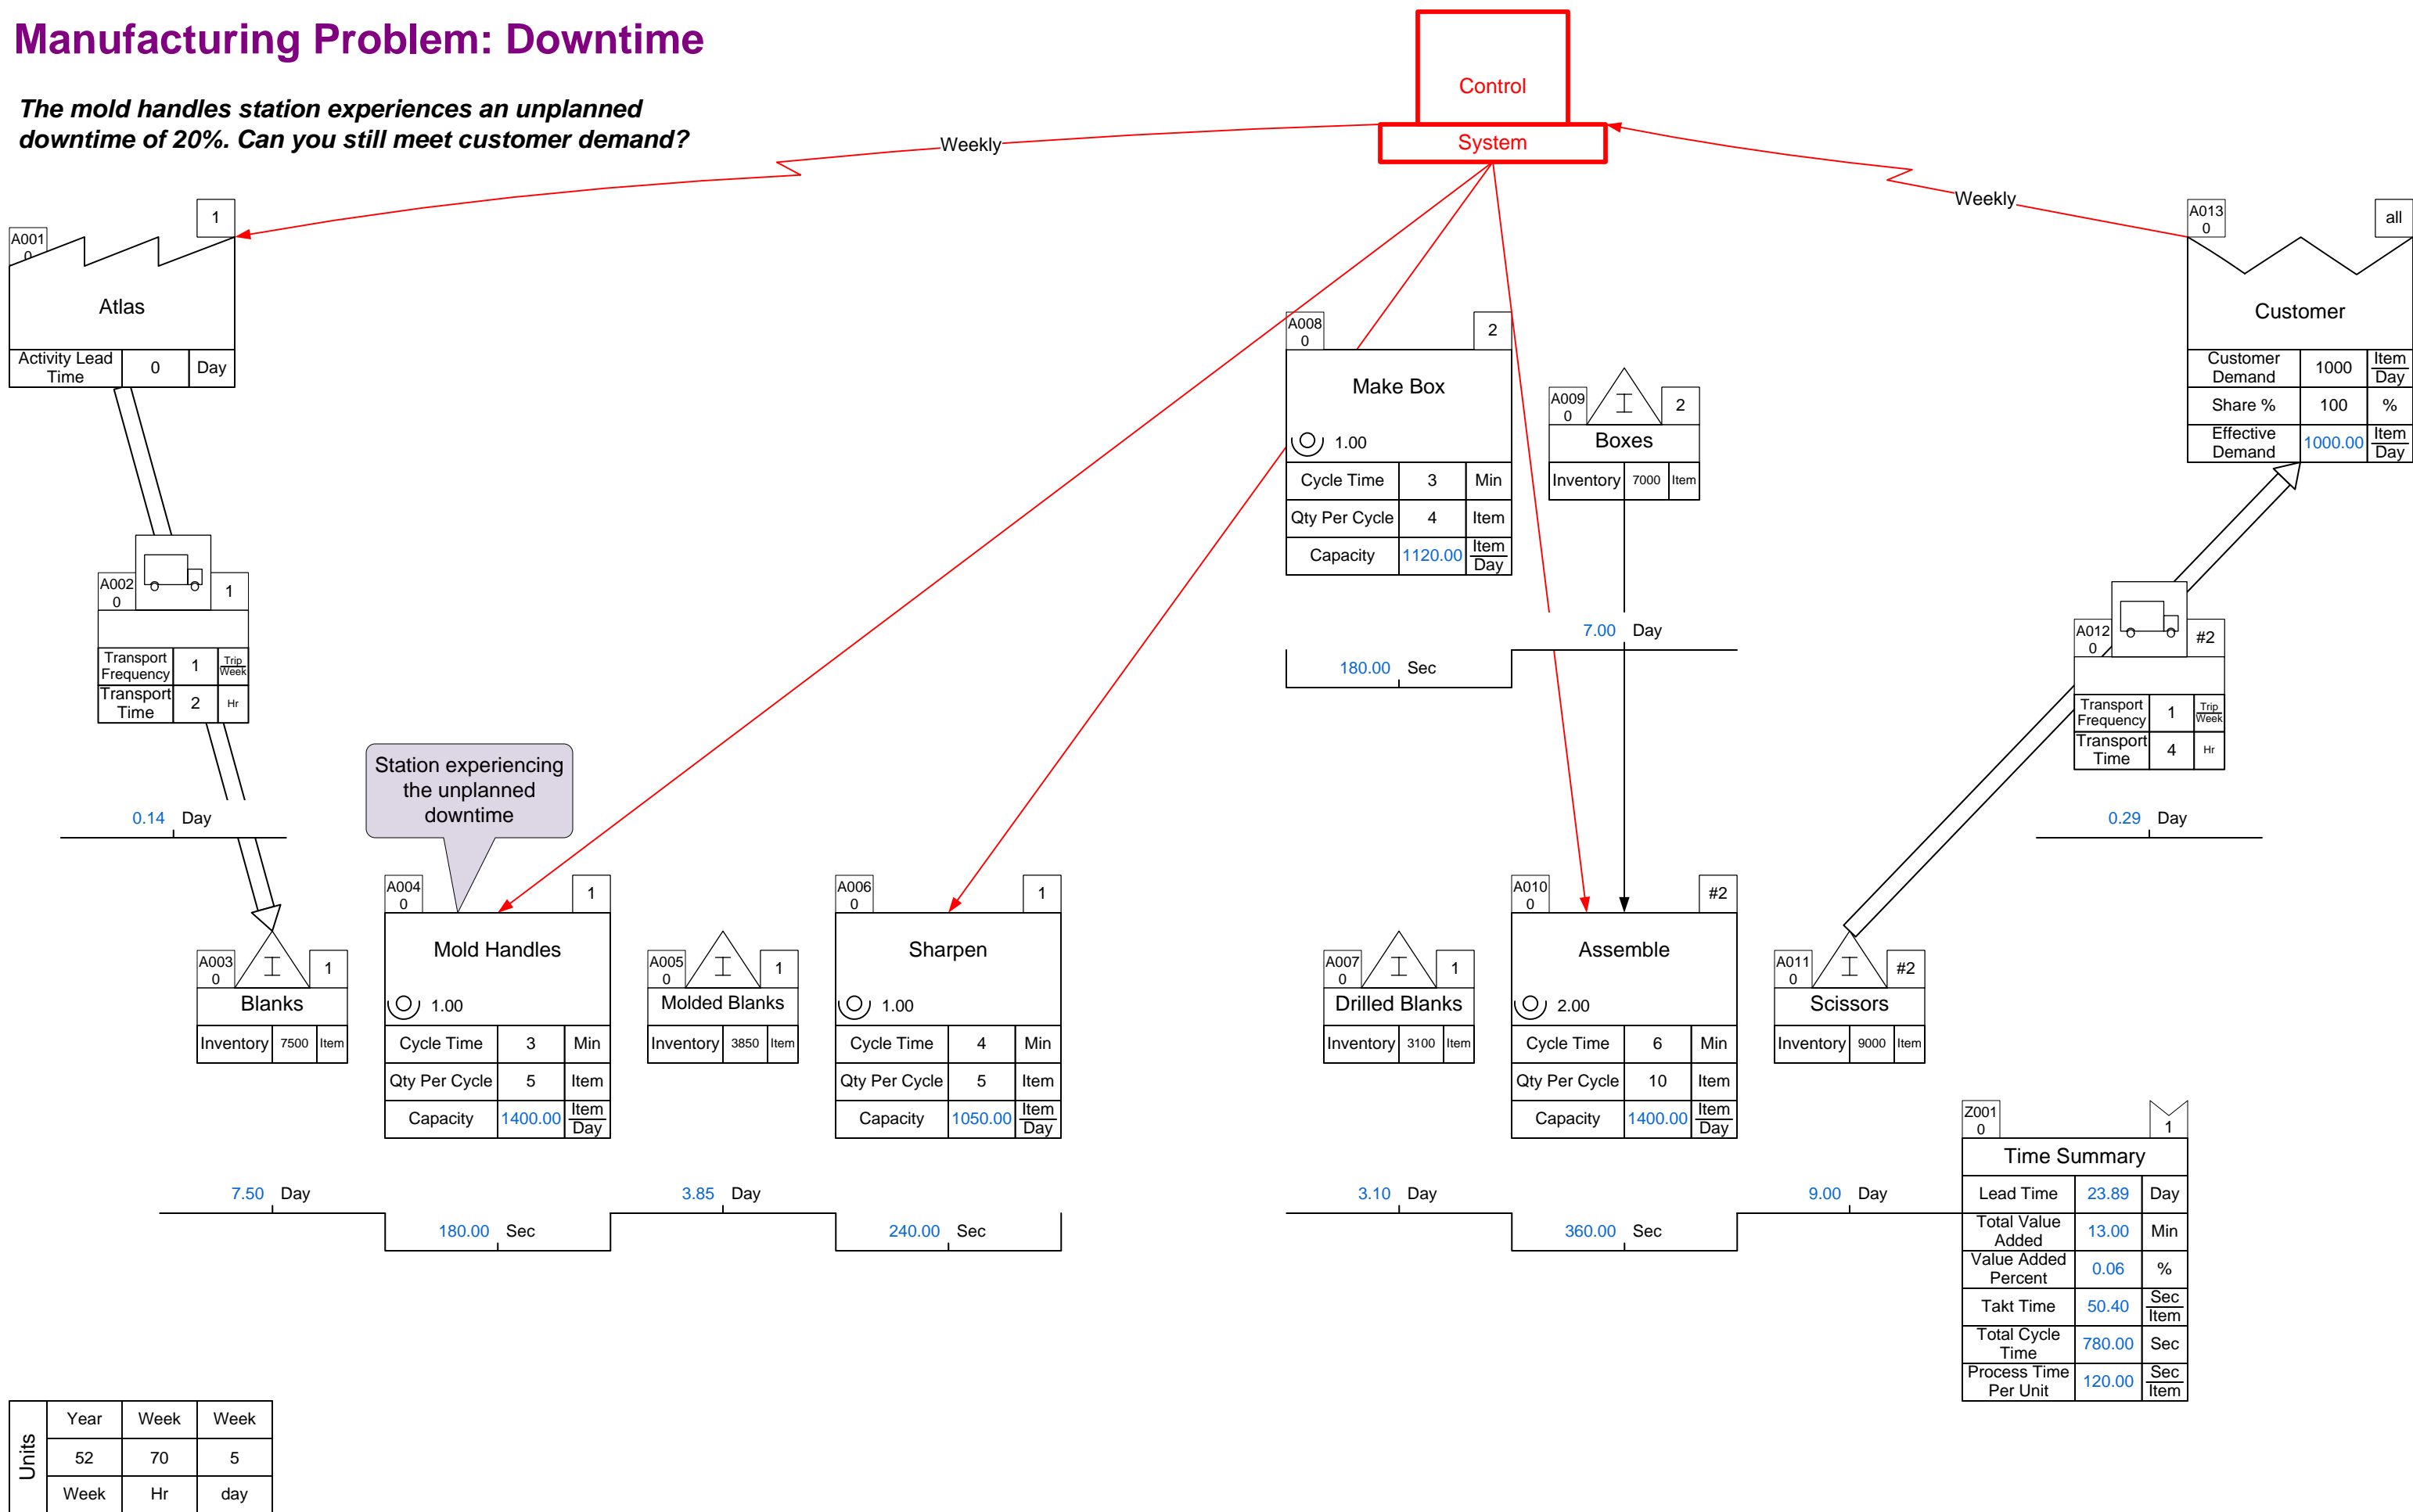 Manufacturing Problem: Downtime
The mold handles station experiences an unplanned
downtime of 20%. Can you still meet customer demand?
Control
System
Weekly
Weekly
A001
0
1
Atlas
Activity Lead
Time
0
Day
A013
0
all
Customer
Customer
Demand
1000
Item
Day
Share %
100
%
Effective
Demand
1000.00
Item
Day
A008
0
2
Make Box
1.00
Cycle Time
3
Min
Qty Per Cycle
4
Item
Capacity
1120.00
Item
Day
A009
0
I
2
Boxes
Inventory
7000
Item
7.00 Day
180.00 Sec
A002
0
1
Transport
Frequency
1
Trip
Week
Transport
Time
2
Hr
0.14 Day
A012
0
#2
Transport
Frequency
1
Trip
Week
Transport
Time
4
Hr
0.29 Day
Station experiencing
the unplanned
downtime
A003
0
I
1
Blanks
Inventory
7500
Item
A004
0
1
Mold Handles
1.00
Cycle Time
3
Min
Qty Per Cycle
5
Item
Capacity
1400.00
Item
Day
A005
0
I
1
Molded Blanks
Inventory
3850
Item
A006
0
1
Sharpen
1.00
Cycle Time
4
Min
Qty Per Cycle
5
Item
Capacity
1050.00
Item
Day
A007
0
I
1
Drilled Blanks
Inventory
3100
Item
A010
0
#2
Assemble
2.00
Cycle Time
6
Min
Qty Per Cycle
10
Item
Capacity
1400.00
Item
Day
A011
0
I
#2
Scissors
Inventory
9000
Item
7.50 Day
180.00 Sec
3.85 Day
240.00 Sec
3.10 Day
360.00 Sec
9.00 Day
Z001
0
1
Time Summary
Lead Time
23.89
Day
Total Value
Added
13.00
Min
Value Added
Percent
0.06
%
Takt Time
50.40
Sec
Item
Total Cycle
Time
780.00
Sec
Process Time
Per Unit
120.00
Sec
Item
Units
Year Week Week
52 70 5
Week Hr day